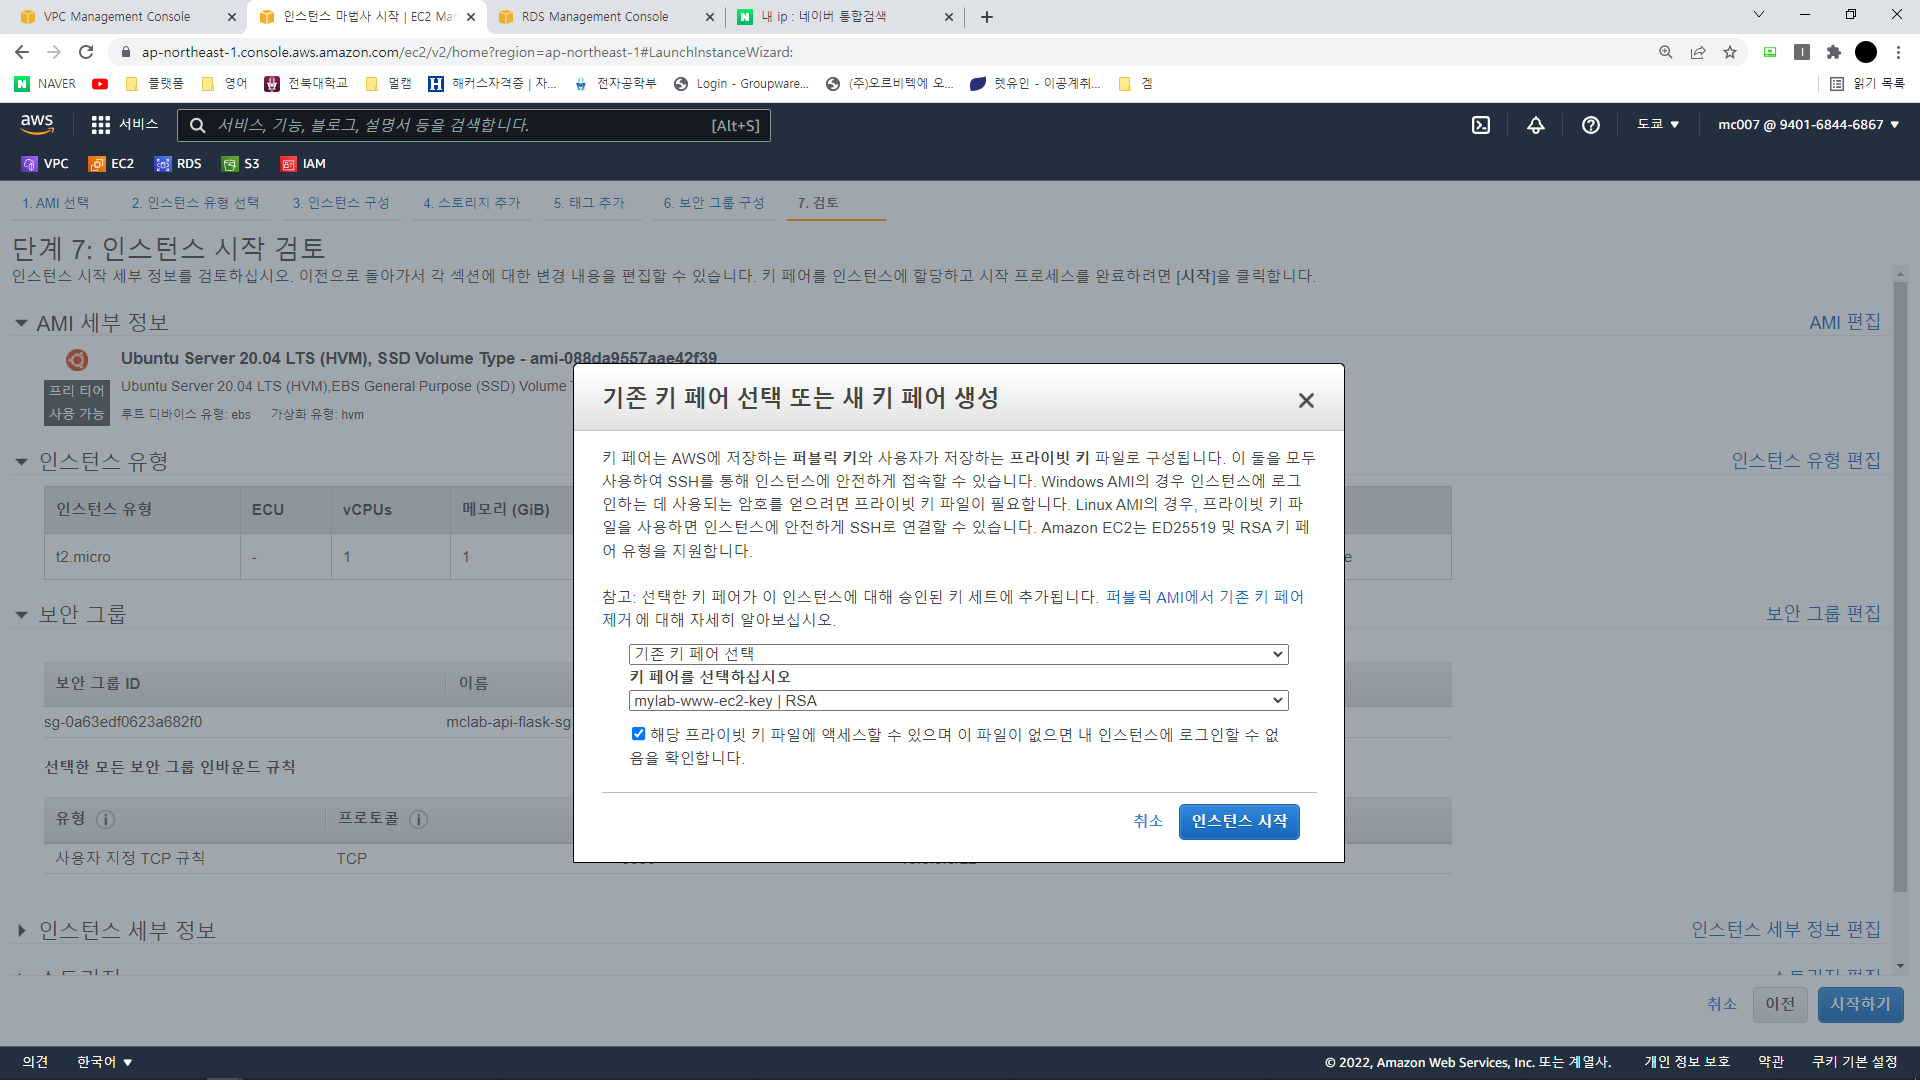 VPC Management Console
인스턴스 마법사 시작 | EC2 Mar
RDS Management Console
내 ip : 네이버 통합검색
ap-northeast-1.console.aws.amazon.com/ec2/v2/home?region=ap-northeast-1#LaunchInstanceWizard:
NAVER
플랫폼
영어
전북대학교
멀캠
해커스자격증 | 자...
전자공학부
Login - Groupware...
(주)오르비텍에 오...
렛유인 - 이공계취...
겜
읽기 목록
aws
서비스
서비스, 기능, 블로그, 설명서 등을 검색합니다.
[Alt+S]
도쿄 ▼
mc007 @ 9401-6844-6867 ▼
VPC
EC2
RDS
S3
IAM
1. AMI 선택
2. 인스턴스 유형 선택
3. 인스턴스 구성
4. 스토리지 추가
5. 태그 추가
6. 보안 그룹 구성
7. 검토
단계 7: 인스턴스 시작 검토
인스턴스 시작 세부 정보를 검토하십시오. 이전으로 돌아가서 각 섹션에 대한 변경 내용을 편집할 수 있습니다. 키 페어를 인스턴스에 할당하고 시작 프로세스를 완료하려면 [시작]을 클릭합니다.
AMI 세부 정보
AMI 편집
Ubuntu Server 20.04 LTS (HVM), SSD Volume Type - ami-088da9557aae42f39
프리 티어
사용 가능
Ubuntu Server 20.04 LTS (HVM),EBS General Purpose (SSD) Volume
루트 디바이스 유형: ebs
가상화 유형: hvm
인스턴스 유형
인스턴스 유형 편집
인스턴스 유형
ECU
vCPUs
메모리 (GiB)
t2.micro
-
1
1
e
보안 그룹
보안 그룹 편집
보안 그룹 ID
이름
sg-0a63edf0623a682f0
mclab-api-flask-sg
선택한 모든 보안 그룹 인바운드 규칙
유형
프로토콜
사용자 지정 TCP 규칙
TCP
인스턴스 세부 정보
인스턴스 세부 정보 편집
스토리지
스토리지 편집
기존 키 페어 선택 또는 새 키 페어 생성
키 페어는 AWS에 저장하는 퍼블릭 키와 사용자가 저장하는 프라이빗 키 파일로 구성됩니다. 이 둘을 모두
사용하여 SSH를 통해 인스턴스에 안전하게 접속할 수 있습니다. Windows AMI의 경우 인스턴스에 로그
인하는 데 사용되는 암호를 얻으려면 프라이빗 키 파일이 필요합니다. Linux AMI의 경우, 프라이빗 키 파
일을 사용하면 인스턴스에 안전하게 SSH로 연결할 수 있습니다. Amazon EC2는 ED25519 및 RSA 키 페
어 유형을 지원합니다.
참고: 선택한 키 페어가 이 인스턴스에 대해 승인된 키 세트에 추가됩니다. 퍼블릭 AMI에서 기존 키 페어
제거 에 대해 자세히 알아보십시오.
기존 키 페어 선택
키 페어를 선택하십시오
mylab-www-ec2-key | RSA
해당 프라이빗 키 파일에 액세스할 수 있으며 이 파일이 없으면 내 인스턴스에 로그인할 수 없
음을 확인합니다.
취소
인스턴스 시작
취소
이전
시작하기
의견
한국어 ▼
© 2022, Amazon Web Services, Inc. 또는 계열사.
개인 정보 보호
약관
쿠키 기본 설정